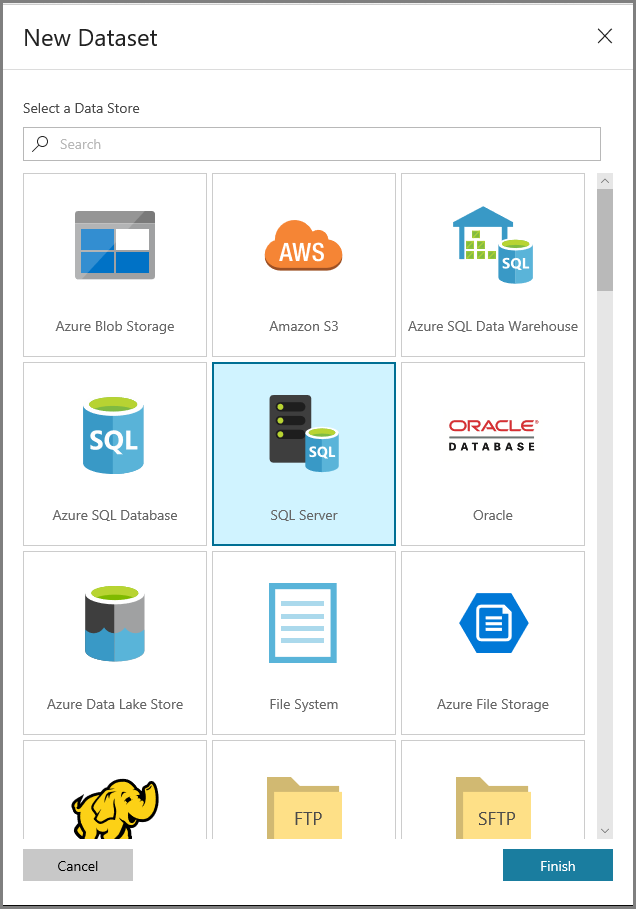 New Dataset
Select a Data Store
Search
AWS
SQL
Azure Blob Storage
Amazon S3
Azure SQL Data Warehouse
SQL
SQL
ORACLE®
DATABASE
Azure SQL Database
SQL Server
Oracle
Azure Data Lake Store
File System
Azure File Storage
FTP
SFTP
Cancel
Finish